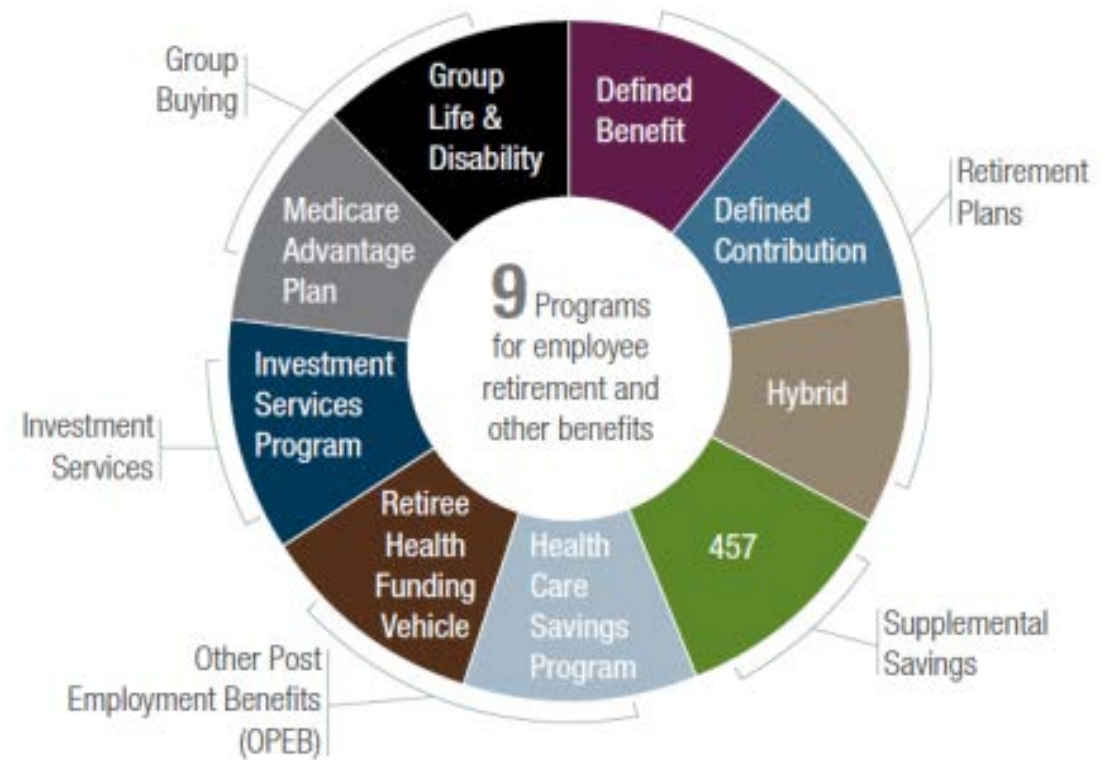 Group
Buying
Group
Life &
Disability
Defined
Benefit
Defined
Contribution
Retirement
Plans
Medicare
Advantage
Plan
9 Programs
for employee
retirement and
other benefits
Hybrid
Investment
Services
Program
Investment
Services
Retiree
Health
Funding
Vehicle
Health
Care
Savings
Program
457
Supplemental
Savings
Other Post
Employment Benefits
(OPEB)